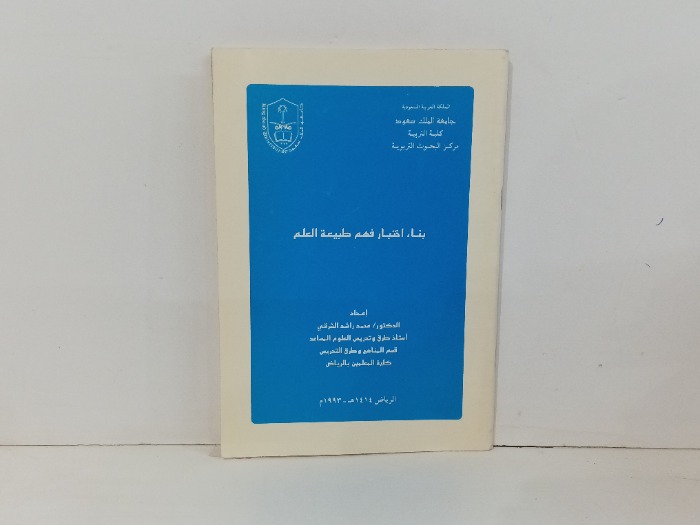 المملكة العربية السعودية
جامعة الملك سعود
كلية التربية
مركز البحوث التربوية
بناء اختبار فهم طبيعة العلم
إعداد
الدكتور/ محمد راشد الشرقي
أستاذ طرق وتدريس العلوم المساعد
قسم المناهج وطرق التدريس
كلية المعلمين بالرياض
الرياض ١٤١٤هـ - ١٩٩٣م